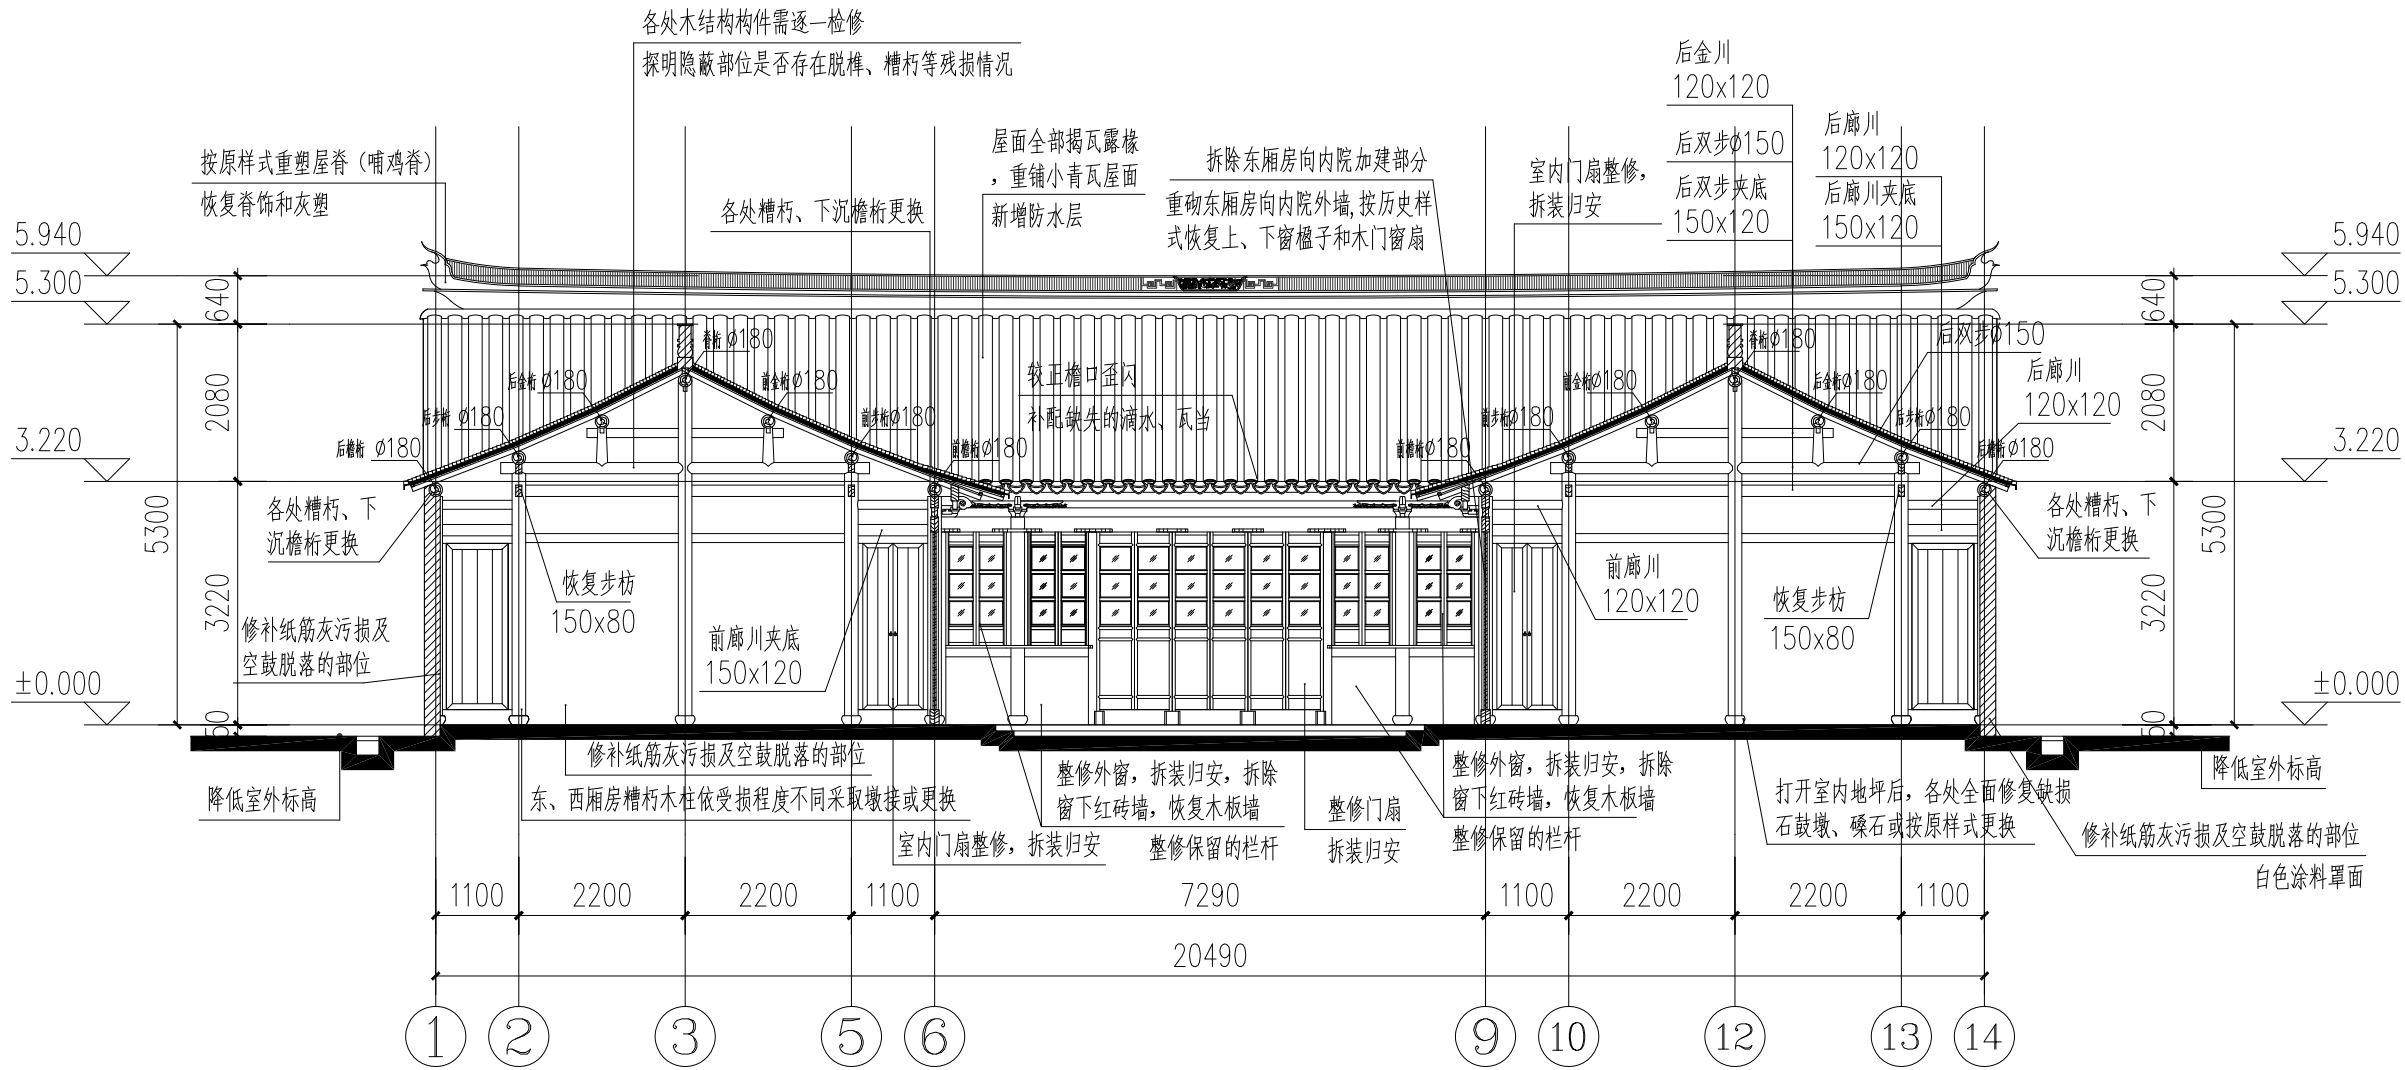 各处木结构构件需逐一检修
探明隐蔽部位是否存在脱榫、糟朽等残损情况
后金川
120x120
后双步ø150
后双步夹底
150x120
后廊川
120x120
后廊川夹底
150x120
按原样式重塑屋脊（哺鸡脊）
恢复脊饰和灰塑
各处糟朽、下沉檐桁更换
屋面全部揭瓦露椽
，重铺小青瓦屋面
新增防水层
拆除东厢房向内院加建部分
重砌东厢房向内院外墙,按历史样
式恢复上、下窗楹子和木门窗扇
室内门扇整修，
拆装归安
5.940
5.300
3.220
±0.000
640
2080
3220
60
5300
5.940
5.300
3.220
±0.000
640
2080
3220
60
5300
脊桁ø180
后金桁ø180
前金桁ø180
后步桁ø180
前步桁ø180
后檐桁ø180
前檐桁ø180
较正檐口歪闪
补配缺失的滴水、瓦当
脊桁ø180
前金桁ø180
后金桁ø180
前步桁ø180
后步桁ø180
前檐桁ø180
后檐桁ø180
后双步ø150
后廊川
120x120
各处糟朽、下
沉檐桁更换
恢复步枋
150x80
修补纸筋灰污损及
空鼓脱落的部位
前廊川夹底
150x120
前廊川
120x120
恢复步枋
150x80
各处糟朽、下
沉檐桁更换
降低室外标高
修补纸筋灰污损及空鼓脱落的部位
东、西厢房糟朽木柱依受损程度不同采取墩接或更换
室内门扇整修，拆装归安
整修外窗，拆装归安，拆除
窗下红砖墙，恢复木板墙
整修保留的栏杆
整修门扇
拆装归安
整修外窗，拆装归安，拆除
窗下红砖墙，恢复木板墙
整修保留的栏杆
打开室内地坪后，各处全面修复缺损
石鼓墩、磉石或按原样式更换
降低室外标高
修补纸筋灰污损及空鼓脱落的部位
白色涂料罩面
1100 2200 2200 1100 7290 1100 2200 2200 1100
20490
1 2 3 5 6 9 10 12 13 14